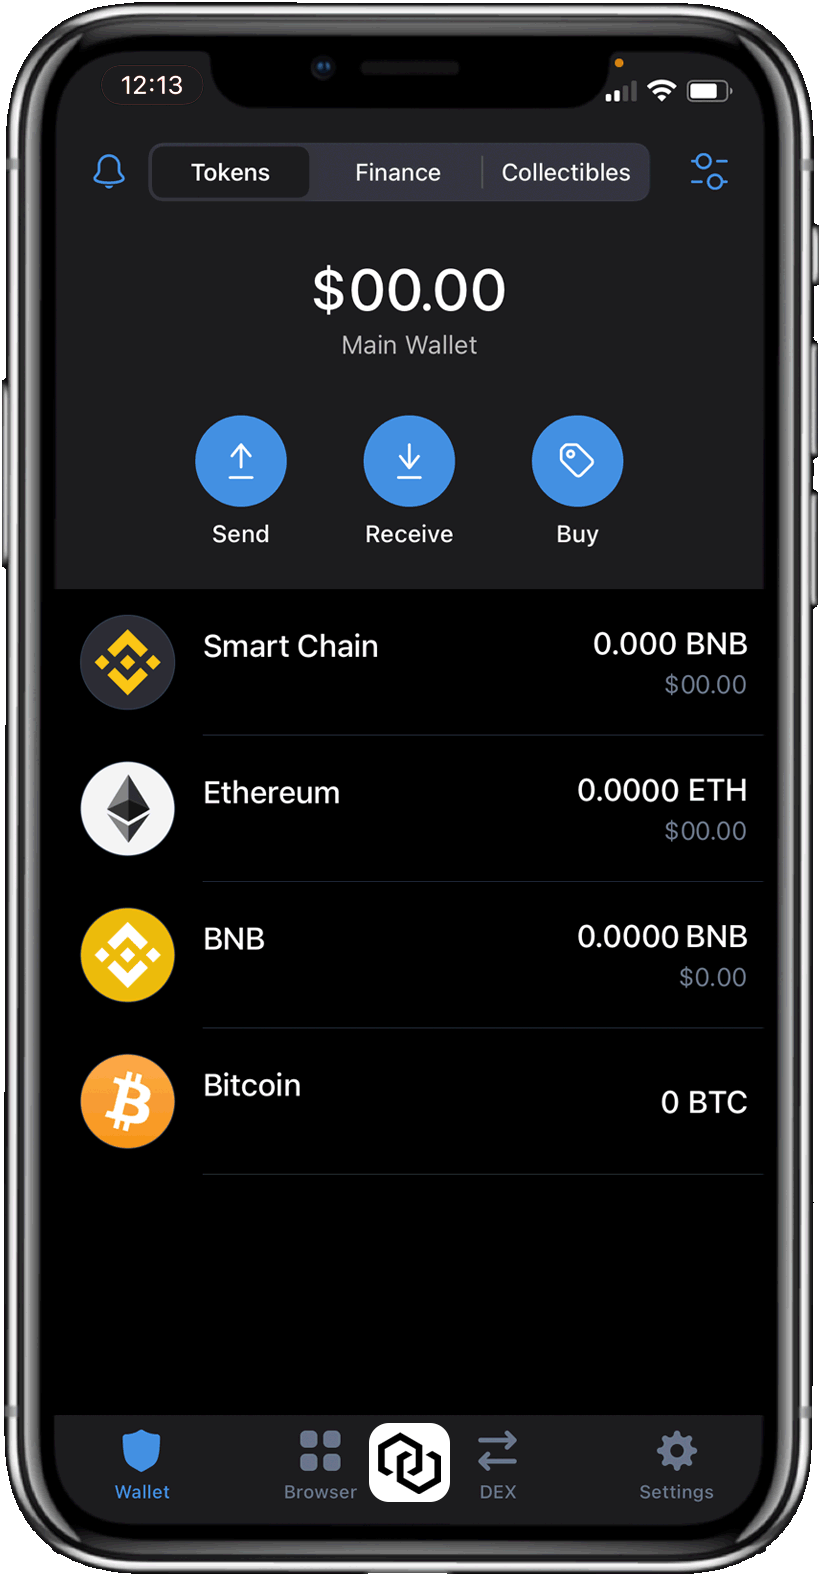 12:13
Tokens Finance Collectibles
$00.00
Main Wallet
Send Receive Buy
Smart Chain 0.000 BNB
$00.00
Ethereum 0.0000 ETH
$00.00
BNB 0.0000 BNB
$0.00
Bitcoin 0 BTC
Wallet Browser DEX Settings